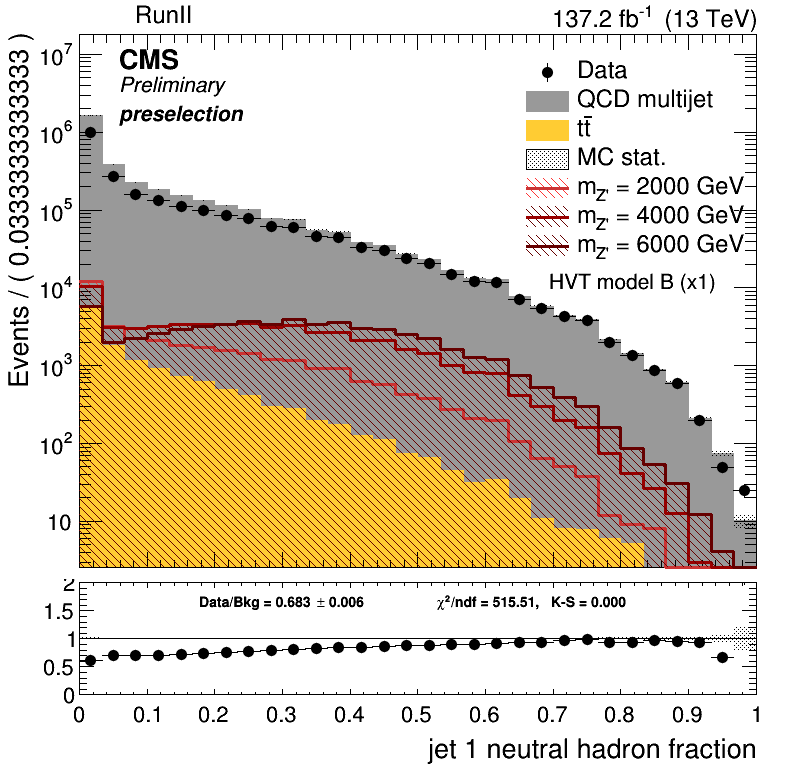 RunII 137.2 fb⁻¹ (13 TeV)
CMS
Preliminary
preselection
Data
QCD multijet
tt̄
MC stat.
m_Z' = 2000 GeV
m_Z' = 4000 GeV
m_Z' = 6000 GeV
HVT model B (x1)
Events / ( 0.0333333333333333 )
10⁷
10⁶
10⁵
10⁴
10³
10²
10
Data/Bkg = 0.683 ± 0.006 χ²/ndf = 515.51, K-S = 0.000
2
1.5
1
0.5
0
0 0.1 0.2 0.3 0.4 0.5 0.6 0.7 0.8 0.9 1
jet 1 neutral hadron fraction